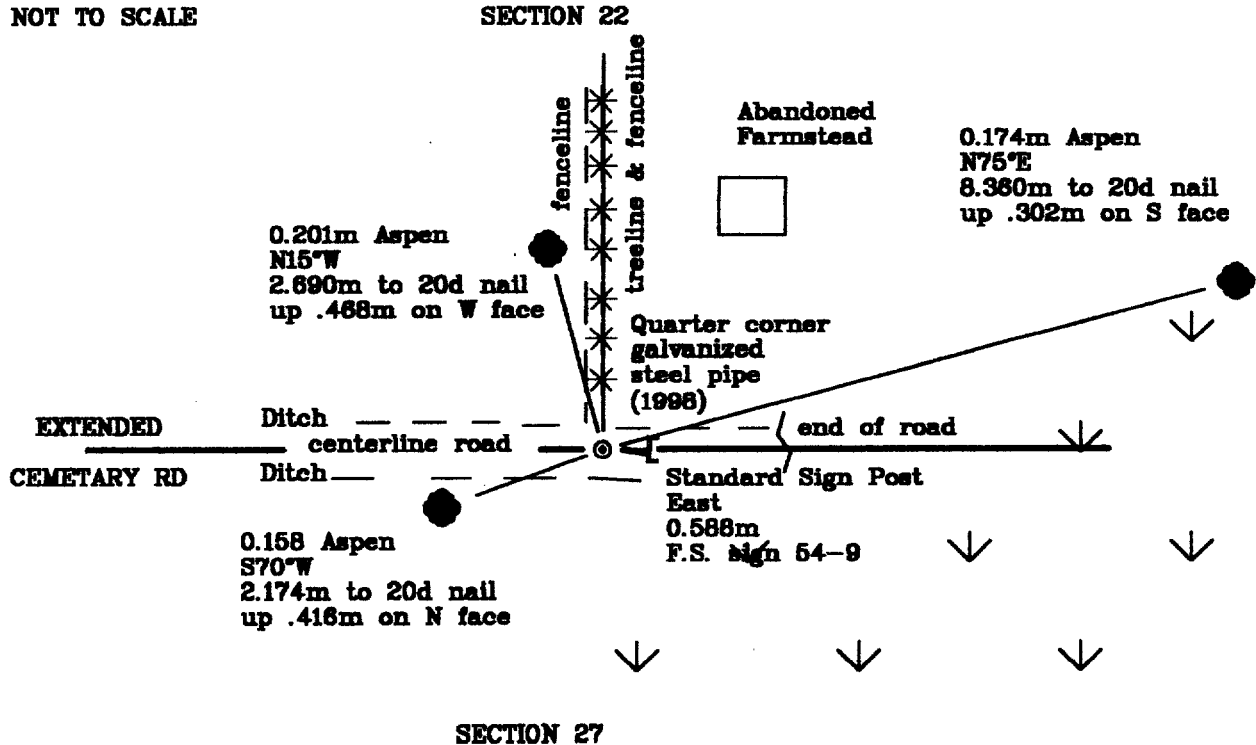 NOT TO SCALE
SECTION 22
fenceline
treeline & fenceline
Abandoned
Farmstead
0.174m Aspen
N75°E
8.360m to 20d nail
up .302m on S face
0.201m Aspen
N15°W
2.690m to 20d nail
up .468m on W face
Quarter corner
galvanized
steel pipe
(1996)
EXTENDED
CEMETARY RD
Ditch
centerline road
Ditch
end of road
Standard Sign Post
East
0.588m
F.S. sign 54-9
0.158 Aspen
S70°W
2.174m to 20d nail
up .416m on N face
SECTION 27